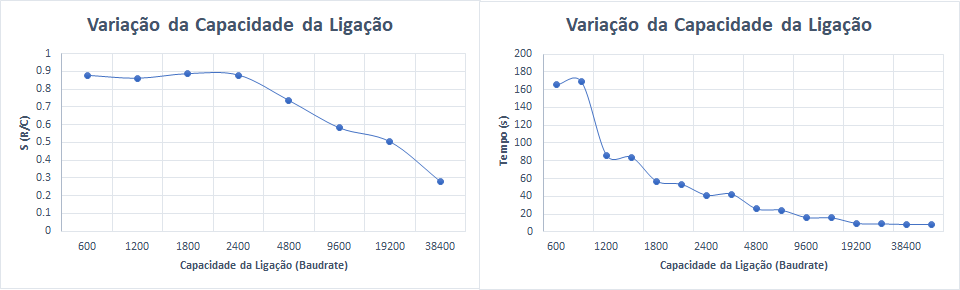 Variação da Capacidade da Ligação
S (R/C)
1
0.9
0.8
0.7
0.6
0.5
0.4
0.3
0.2
0.1
0
600 1200 1800 2400 4800 9600 19200 38400
Capacidade da Ligação (Baudrate)
Variação da Capacidade da Ligação
Tempo (s)
200
180
160
140
120
100
80
60
40
20
0
600 1200 1800 2400 4800 9600 19200 38400
Capacidade da Ligação (Baudrate)